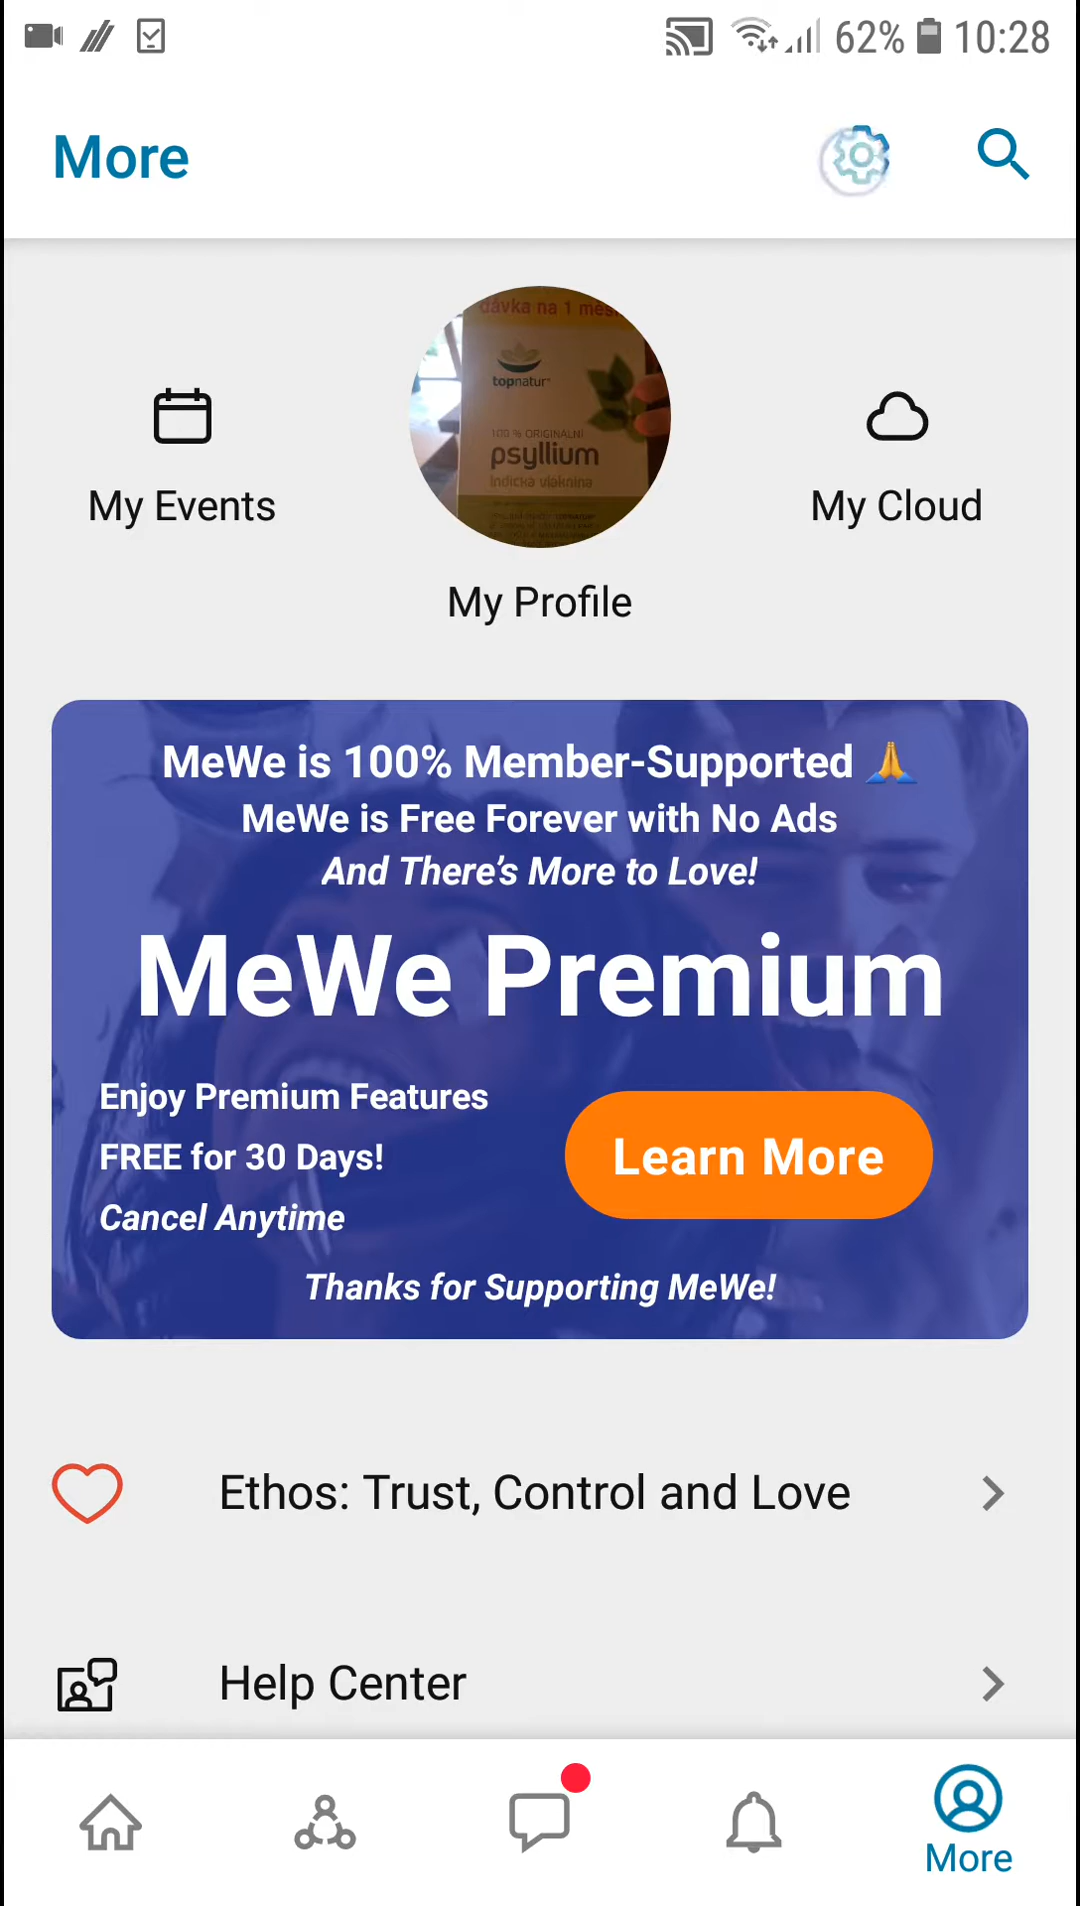 62% 10:28
More
dávka na 1 měs
topnatur
100 % ORIGINÁLNÍ
psyllium
Indická vláknina
My Events
My Cloud
My Profile
MeWe is 100% Member-Supported 🙏
MeWe is Free Forever with No Ads
And There's More to Love!
MeWe Premium
Enjoy Premium Features
FREE for 30 Days!
Cancel Anytime
Learn More
Thanks for Supporting MeWe!
Ethos: Trust, Control and Love
Help Center
More